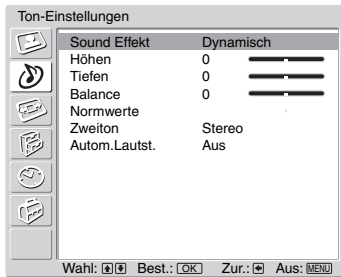 Ton-Einstellungen
Sound Effekt Dynamisch
Höhen 0
Tiefen 0
Balance 0
Normwerte
Zweiton Stereo
Autom.Lautst. Aus
Wahl: Best.: OK Zur.: Aus: MENU